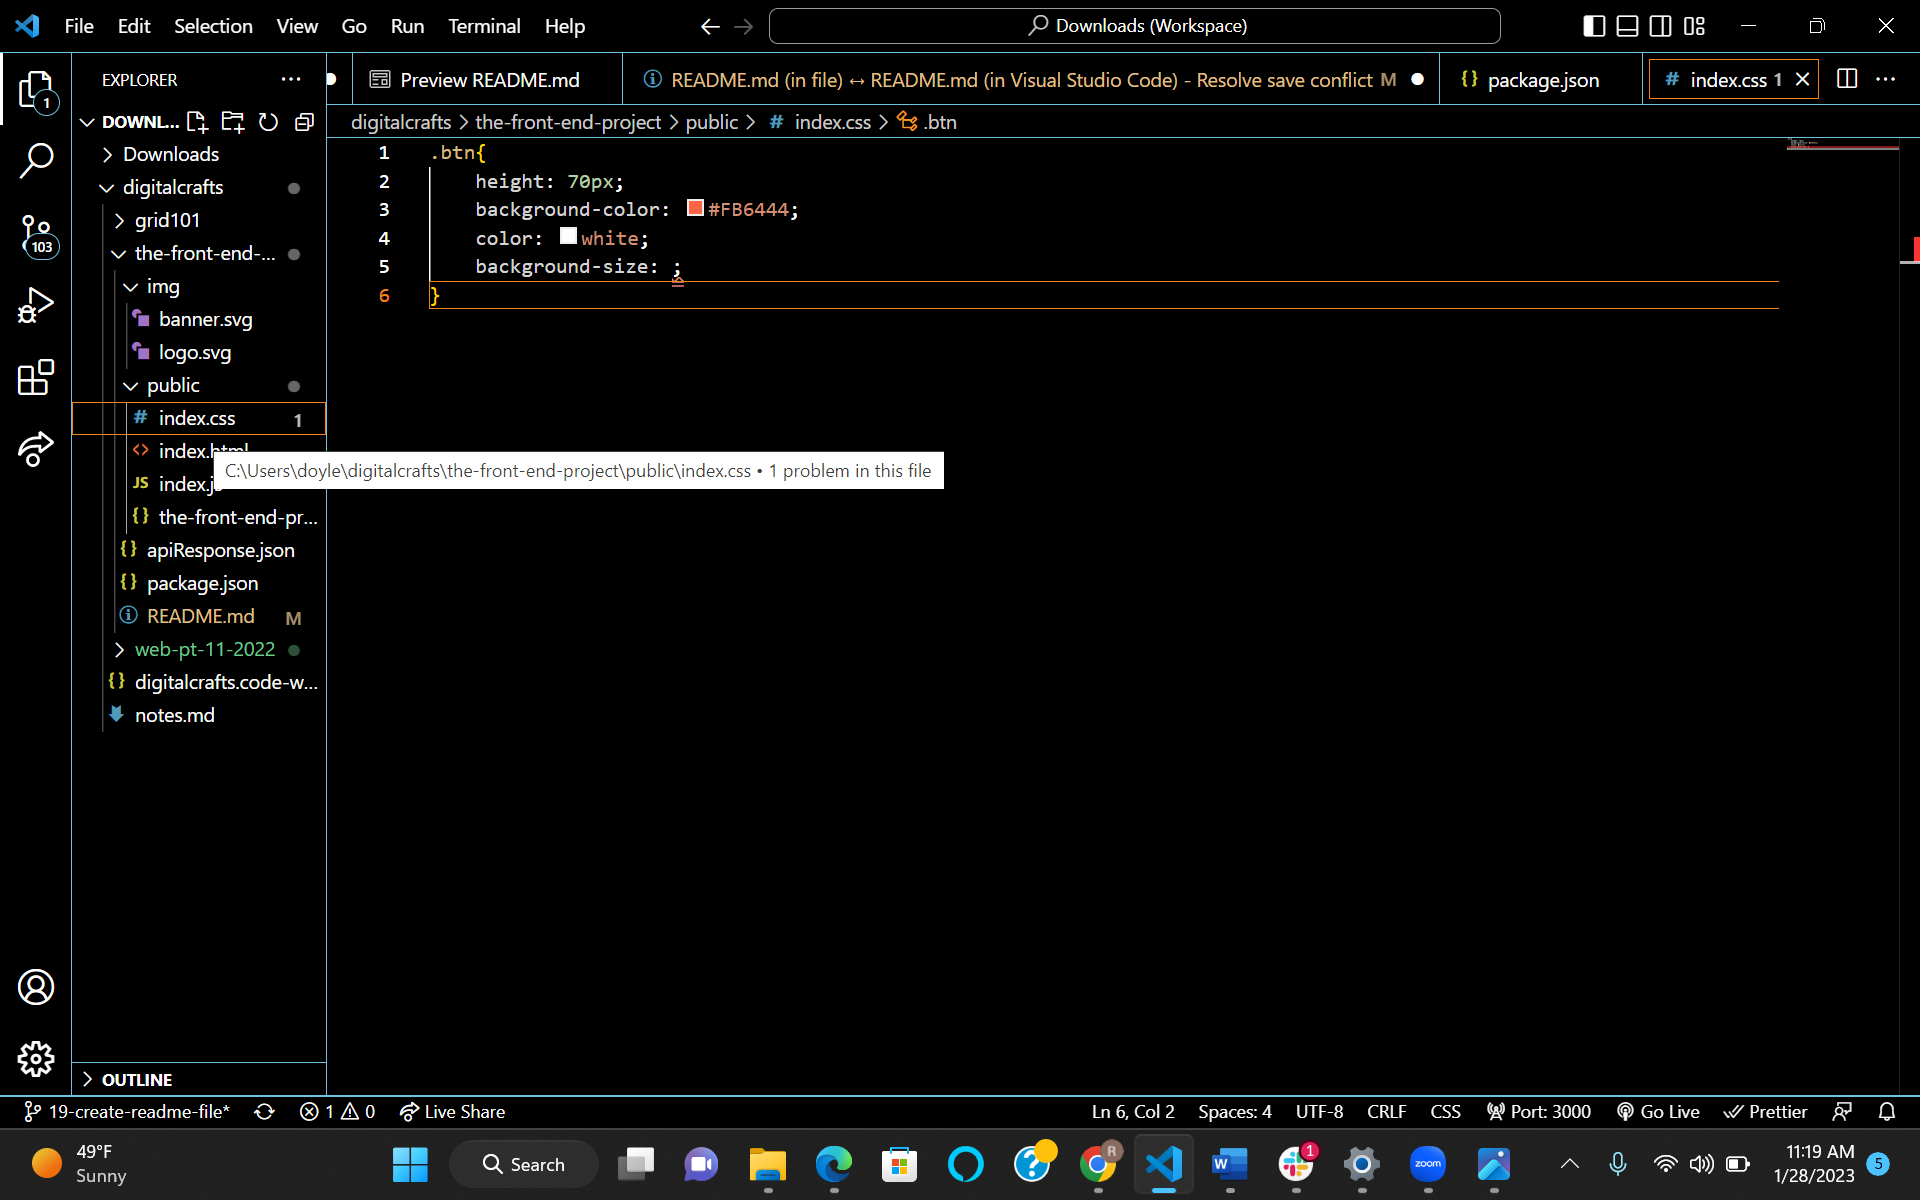 File Edit Selection View Go Run Terminal Help
Downloads (Workspace)
EXPLORER
Preview README.md
README.md (in file) ↔ README.md (in Visual Studio Code) - Resolve save conflict M
{} package.json
# index.css 1
1
DOWNL...
digitalcrafts > the-front-end-project > public > # index.css > .btn
Downloads
digitalcrafts
grid101
the-front-end-...
img
banner.svg
logo.svg
public
# index.css 1
<> index.html
JS index.js
{} the-front-end-pr...
{} apiResponse.json
{} package.json
README.md M
web-pt-11-2022
{} digitalcrafts.code-w...
notes.md
103
1 .btn{
2 height: 70px;
3 background-color: #FB6444;
4 color: white;
5 background-size: ;
6 }
C:\Users\doyle\digitalcrafts\the-front-end-project\public\index.css • 1 problem in this file
OUTLINE
19-create-readme-file* 1 0 Live Share Ln 6, Col 2 Spaces: 4 UTF-8 CRLF CSS Port: 3000 Go Live Prettier
49°F
Sunny
Search
R
W
1
zoom
11:19 AM
1/28/2023
5